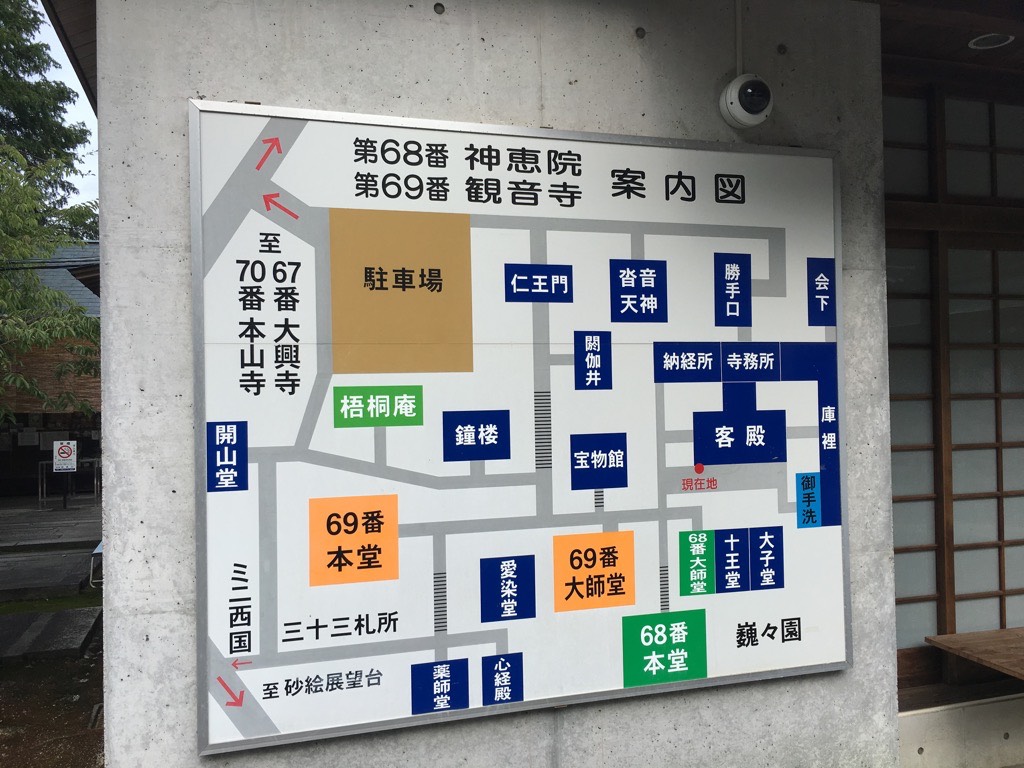 第68番 神恵院
第69番 観音寺
案内図
至
67番大興寺
70番本山寺
駐車場
仁王門
沓音
天神
勝手口
会下
閼伽井
納経所
寺務所
庫裡
梧桐庵
鐘楼
客殿
開山堂
宝物館
現在地
御手洗
69番
本堂
愛染堂
69番
大師堂
68番大師堂
十王堂
大子堂
ミニ西国
三十三札所
68番
本堂
巍々園
至 砂絵展望台
薬師堂
心経殿